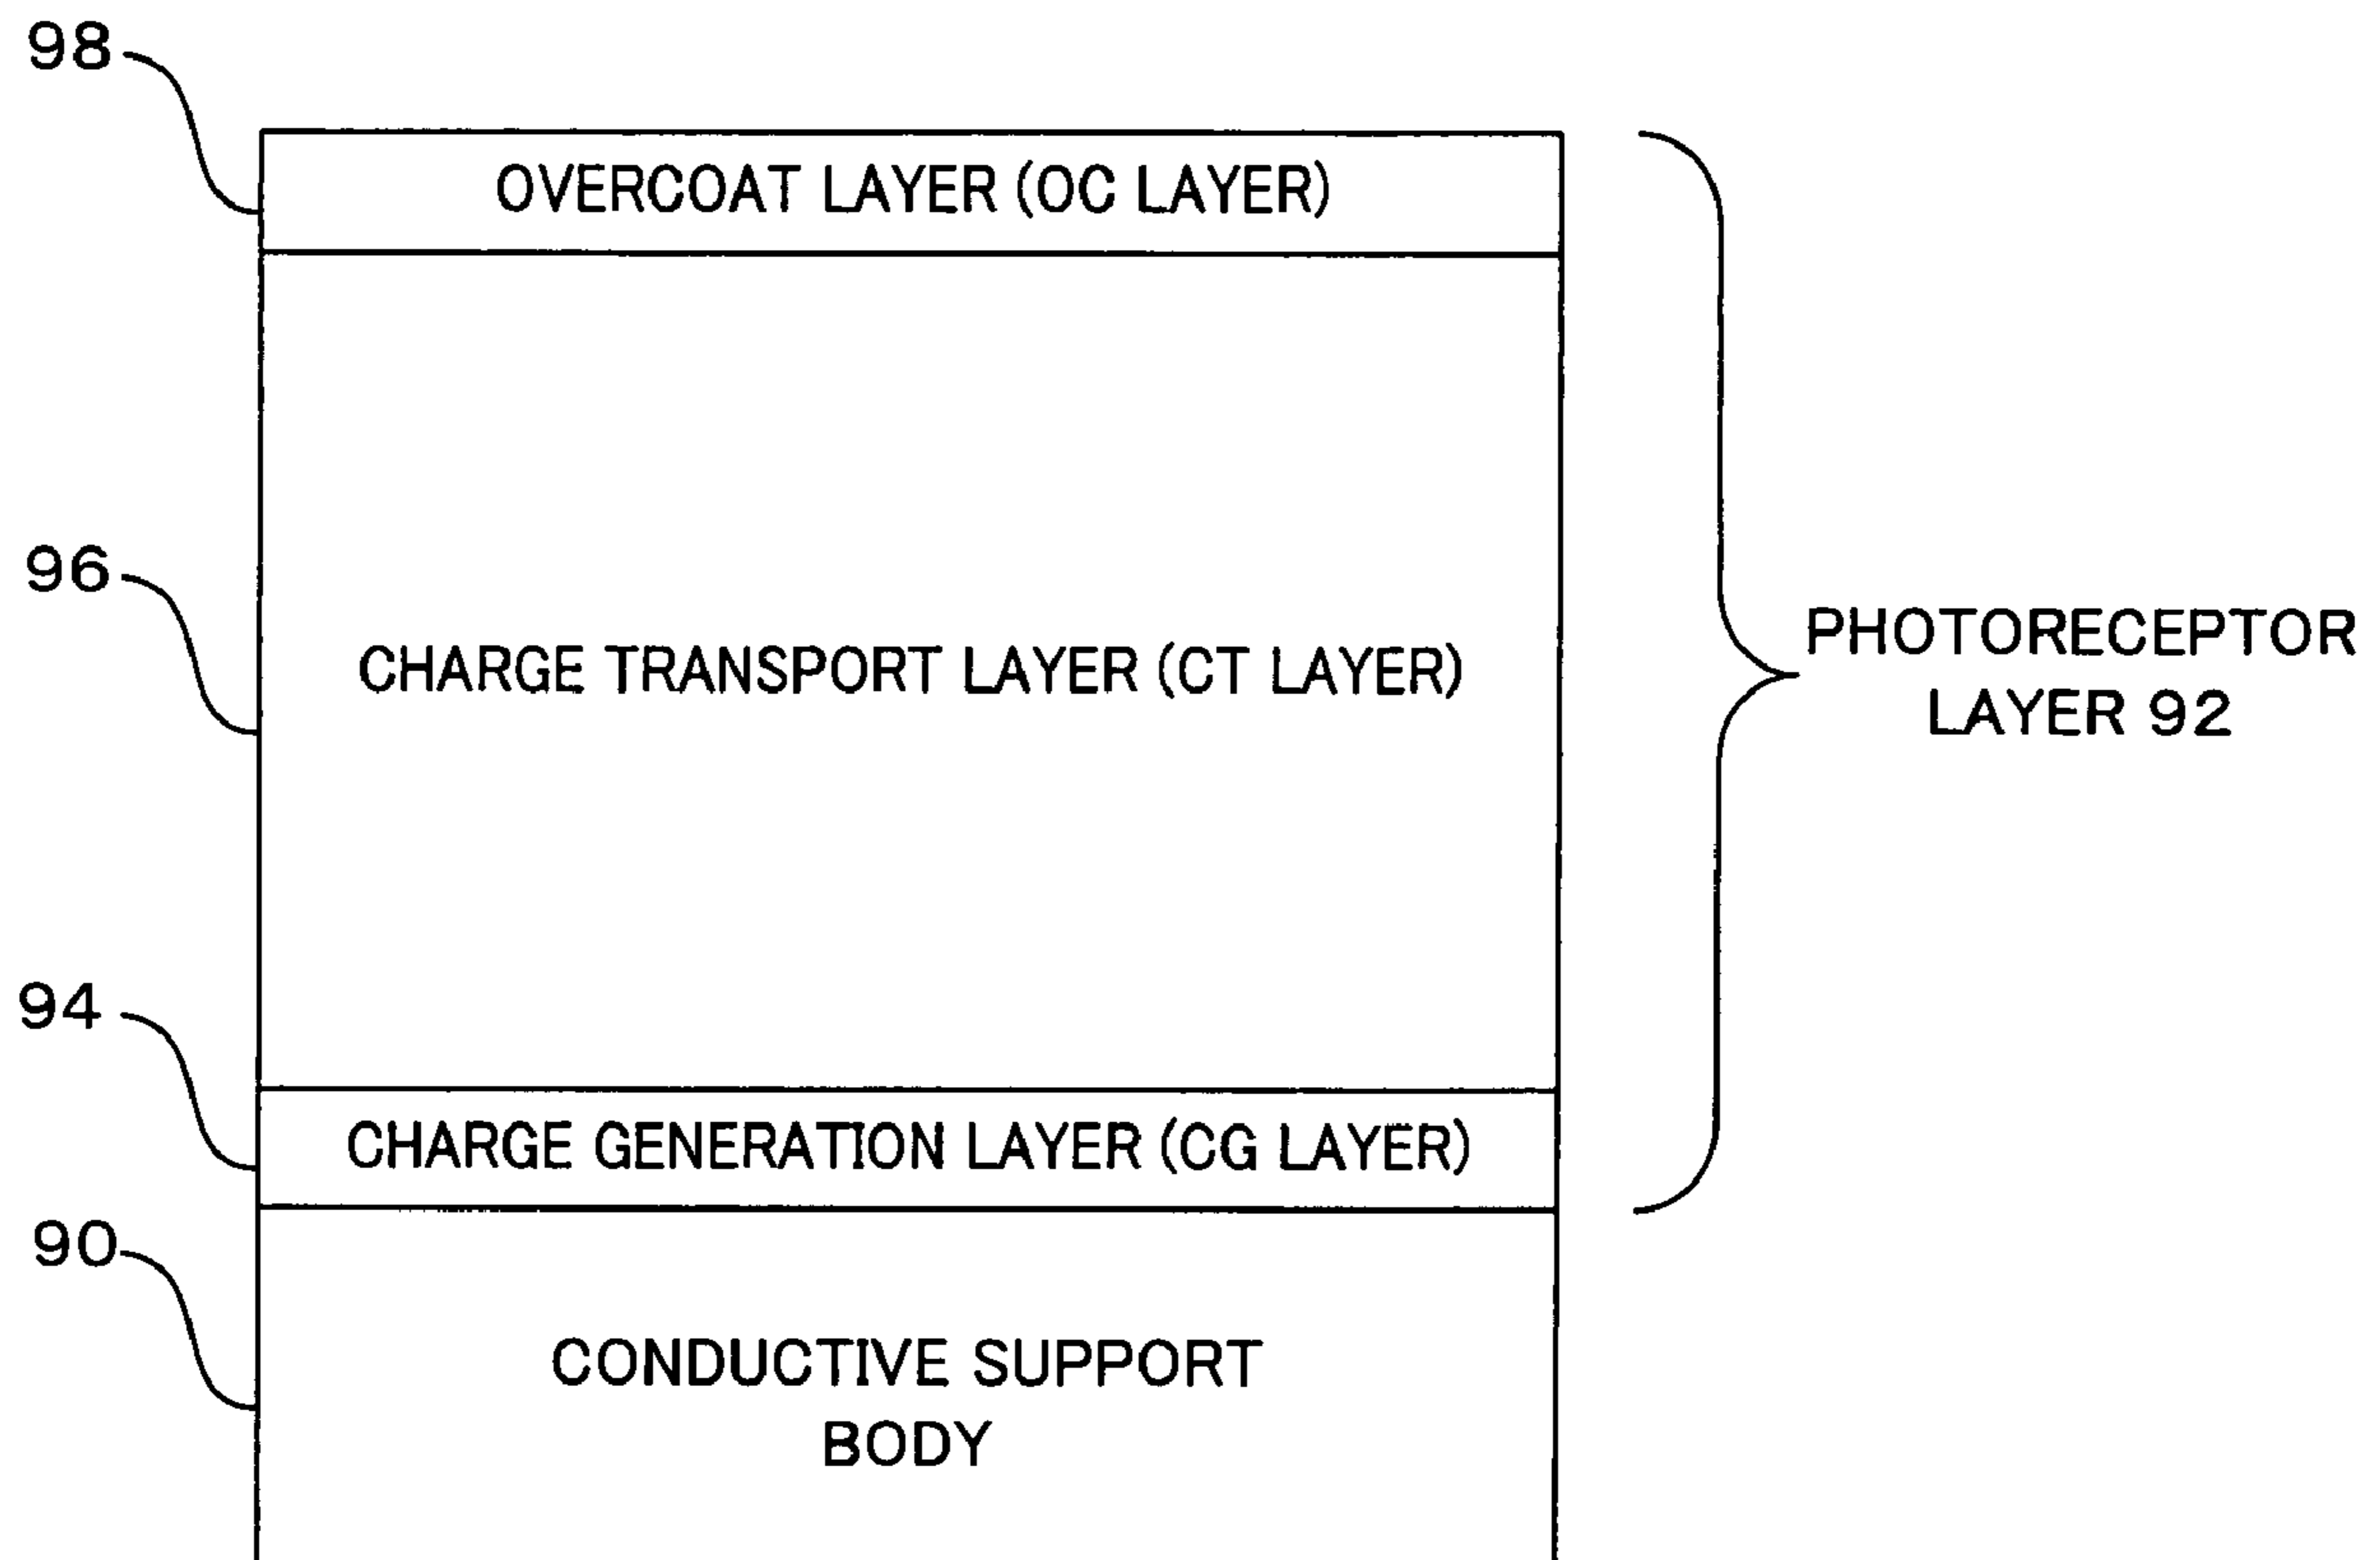 98
OVERCOAT LAYER (OC LAYER)
96
CHARGE TRANSPORT LAYER (CT LAYER)
PHOTORECEPTOR
LAYER 92
94
CHARGE GENERATION LAYER (CG LAYER)
90
CONDUCTIVE SUPPORT
BODY